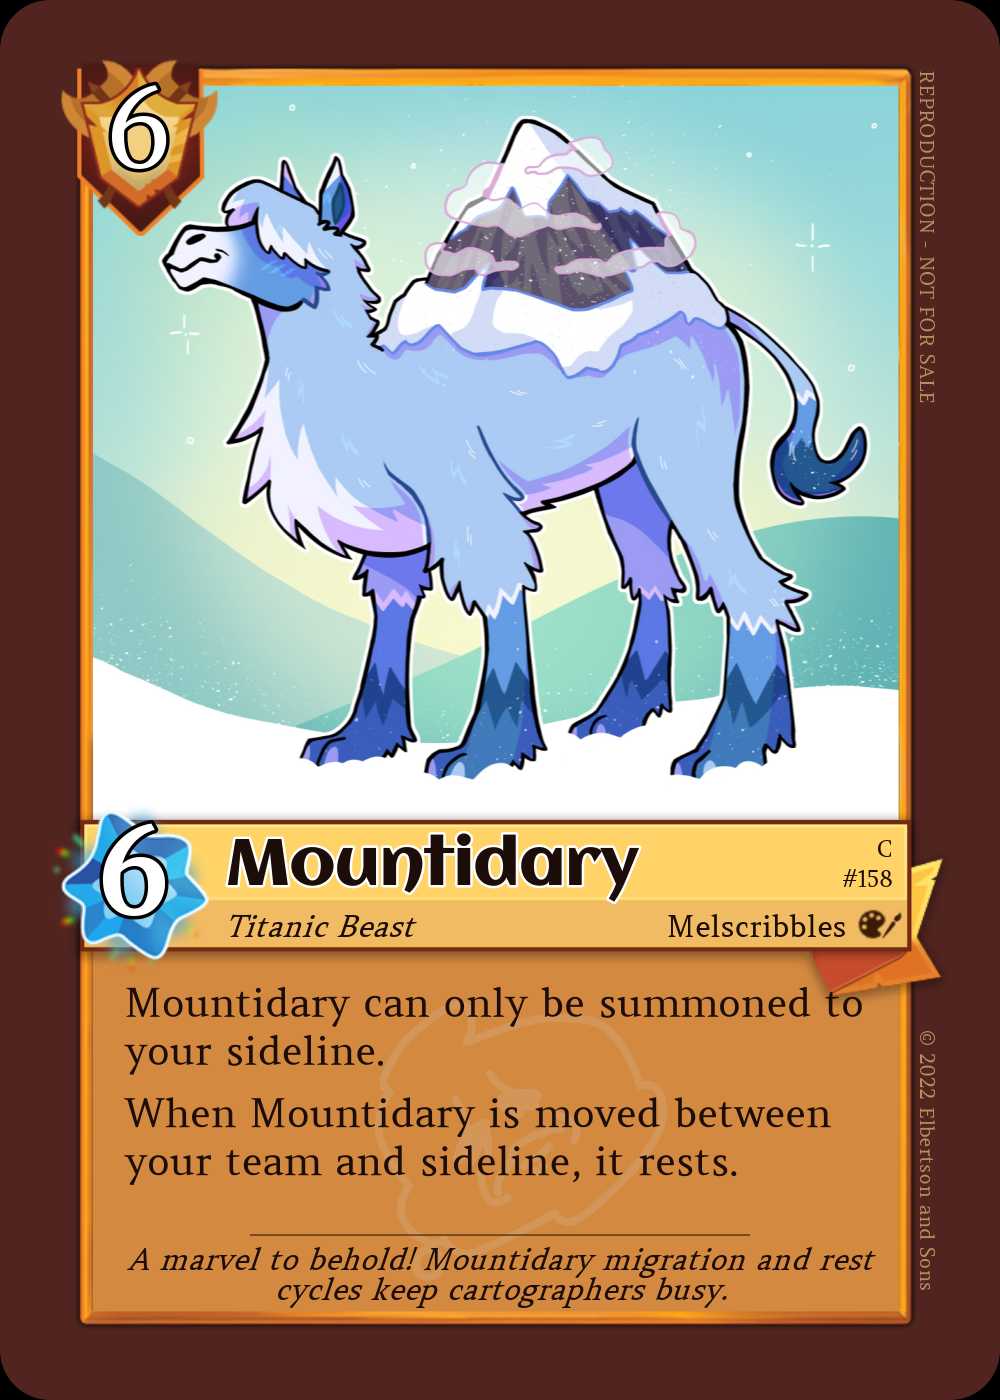 6
REPRODUCTION - NOT FOR SALE
6
Mountidary
C
#158
Titanic Beast
Melscribbles
Mountidary can only be summoned to
your sideline.
When Mountidary is moved between
your team and sideline, it rests.
A marvel to behold! Mountidary migration and rest
cycles keep cartographers busy.
© 2022 Elbertson and Sons